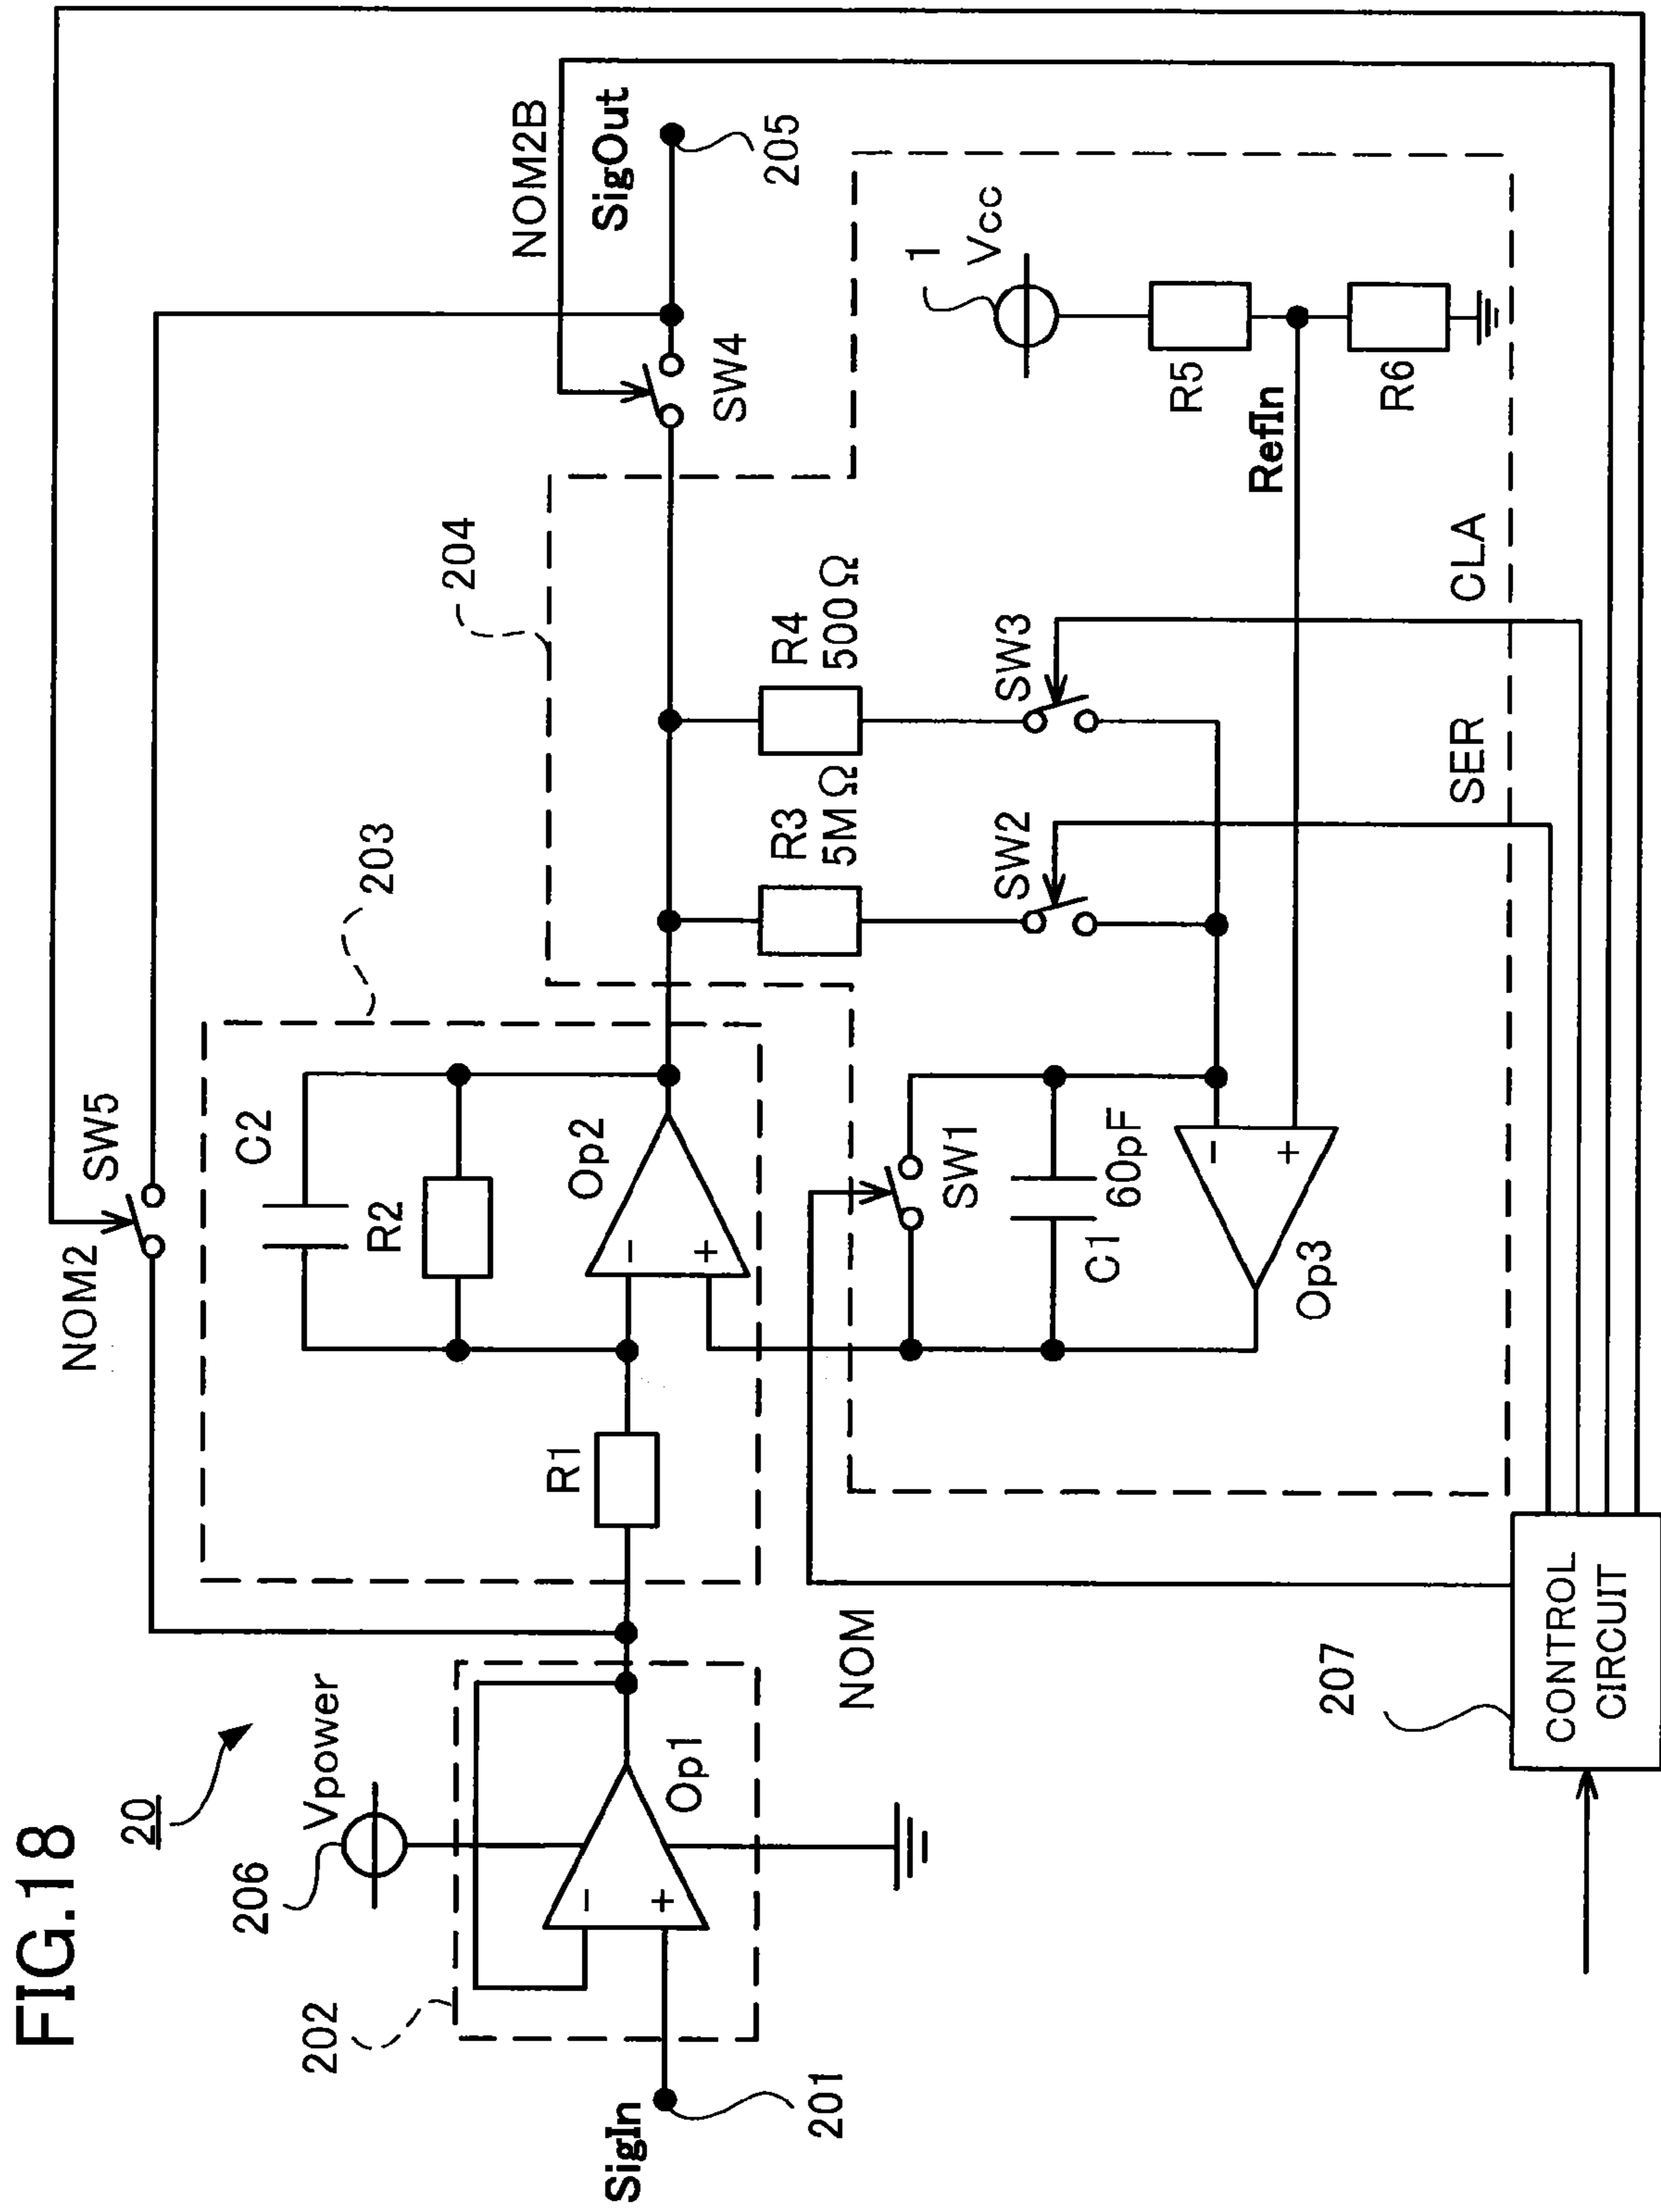 FIG.18
20
NOM2
SW5
NOM2B
SigOut
205
203
204
C2
R2
Op2
−
+
R1
Vpower
206
202
Op1
−
+
SigIn
201
SW4
R3
5MΩ
R4
500Ω
SW2
SW3
1
Vcc
R5
R6
RefIn
SER
CLA
NOM
SW1
C1
60pF
Op3
−
+
207
CONTROL
CIRCUIT